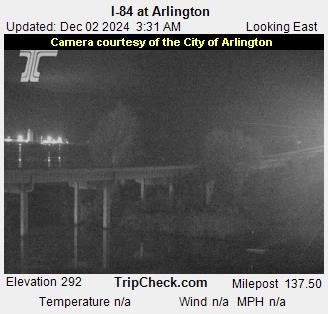 I-84 at Arlington
Updated: Dec 02 2024 3:31 AM Looking East
Camera courtesy of the City of Arlington
Elevation 292 TripCheck.com Milepost 137.50
Temperature n/a Wind n/a MPH n/a